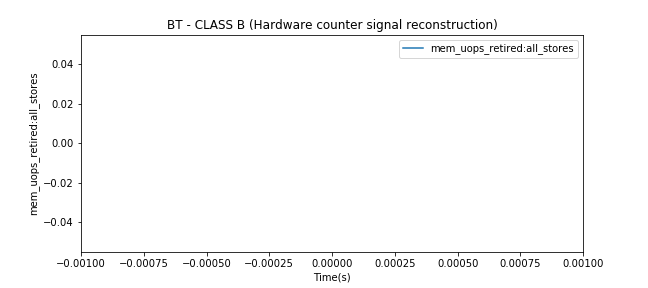 BT - CLASS B (Hardware counter signal reconstruction)
mem_uops_retired:all_stores
mem_uops_retired:all_stores
0.04
0.02
0.00
−0.02
−0.04
−0.00100 −0.00075 −0.00050 −0.00025 0.00000 0.00025 0.00050 0.00075 0.00100
Time(s)